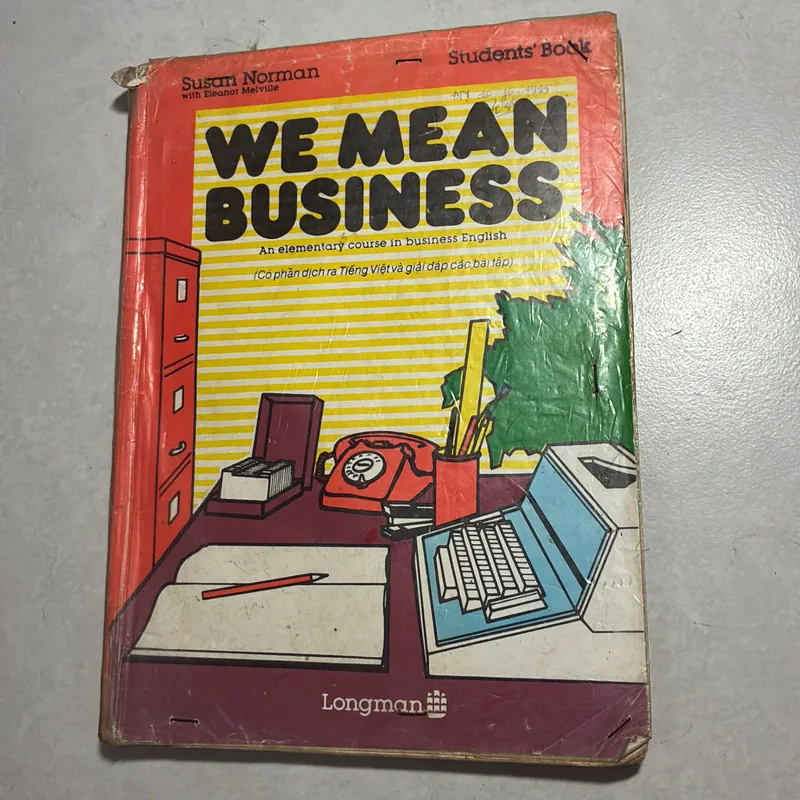 Susan Norman
with Eleanor Melville
Students' Book
WE MEAN
BUSINESS
An elementary course in business English
(Có phần dịch ra Tiếng Việt và giải đáp các bài tập)
Longman